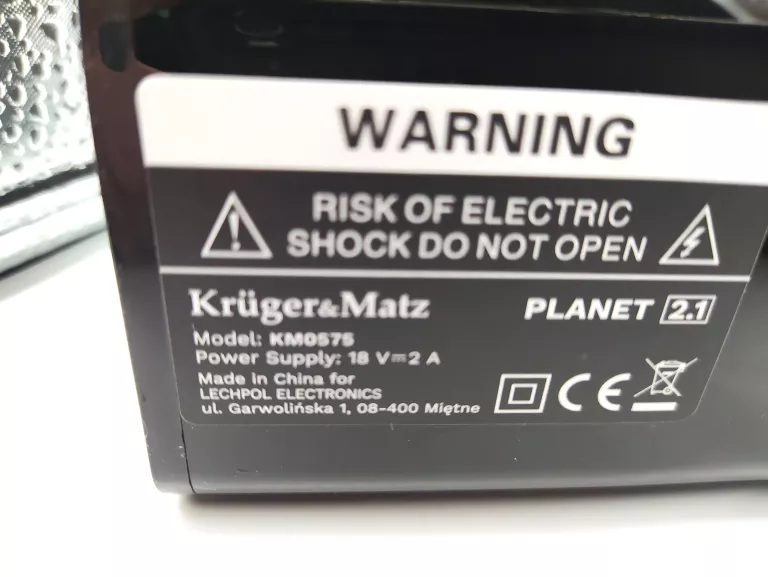 WARNING
RISK OF ELECTRIC
SHOCK DO NOT OPEN
Krüger&Matz
PLANET 2.1
Model: KM0575
Power Supply: 18 V⎓2 A
Made in China for
LECHPOL ELECTRONICS
ul. Garwolińska 1, 08-400 Miętne
CE